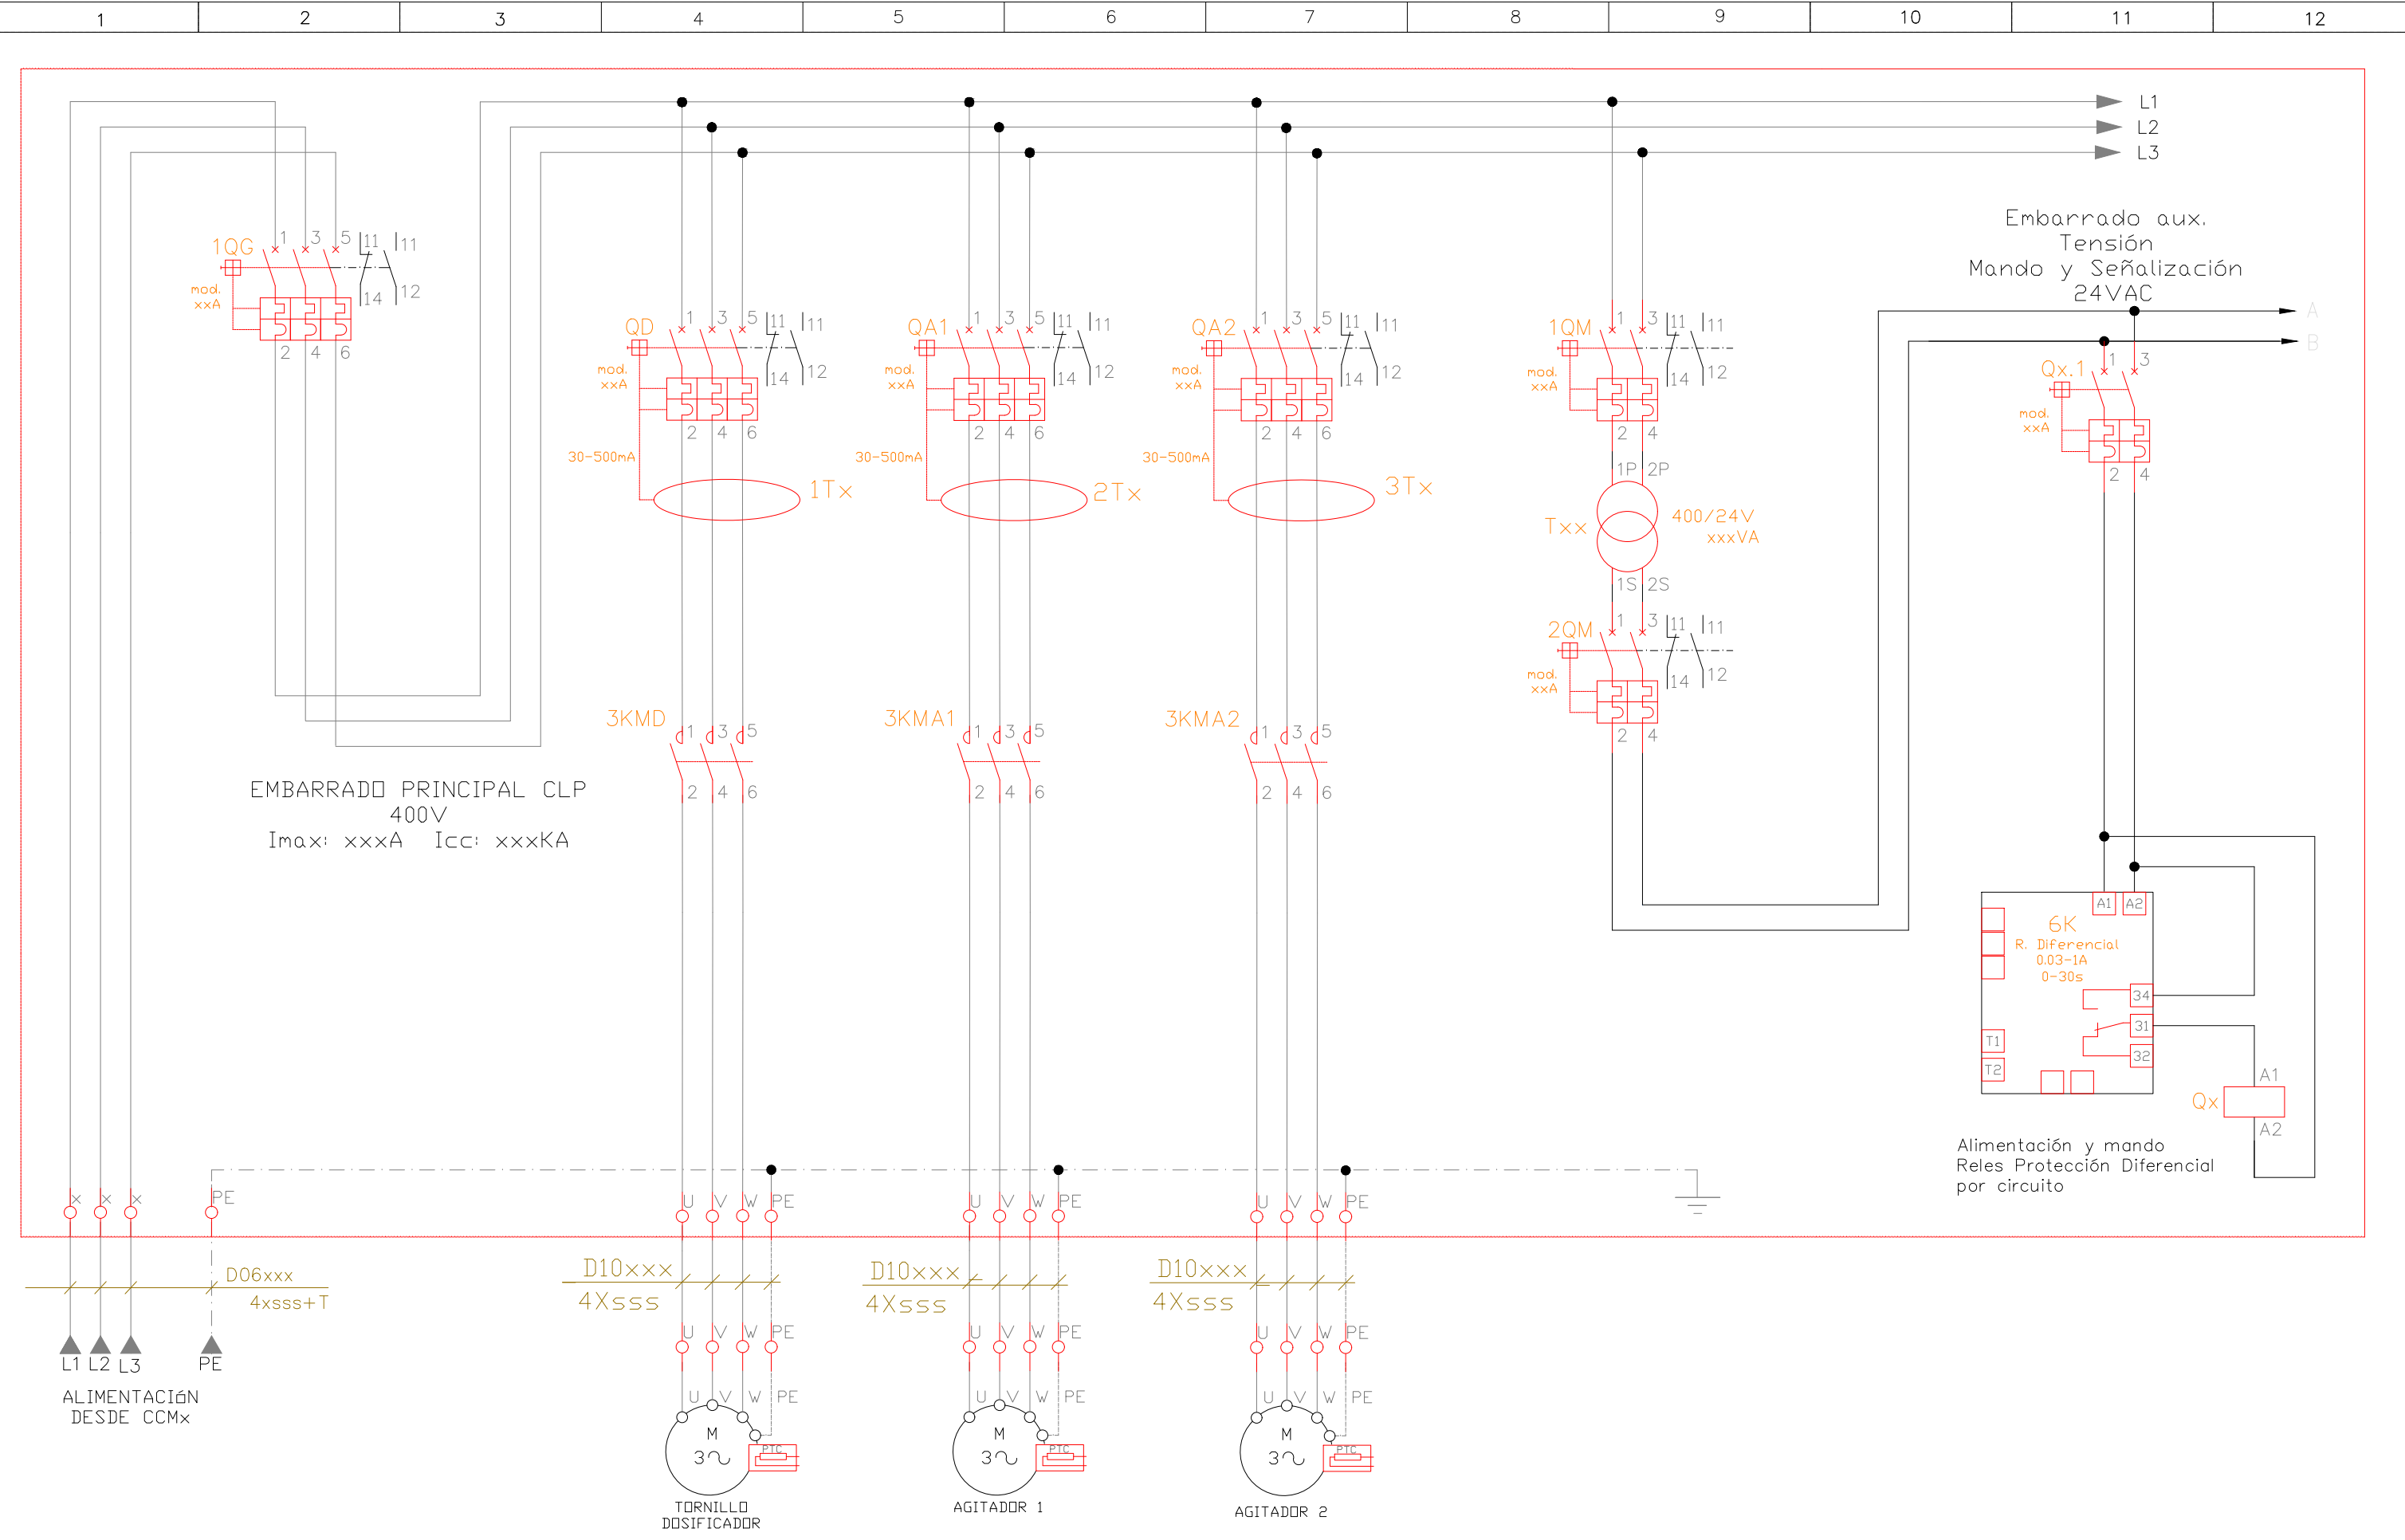 1 2 3 4 5 6 7 8 9 10 11 12
L1
L2
L3
Embarrado aux.
Tensión
Mando y Señalización
24VAC
A
B
1QG
1 3 5 11 11
mod.
xxA
14 12
2 4 6
QD
1 3 5 11 11
mod.
xxA
14 12
2 4 6
30-500mA
1Tx
QA1
1 3 5 11 11
mod.
xxA
14 12
2 4 6
30-500mA
2Tx
QA2
1 3 5 11 11
mod.
xxA
14 12
2 4 6
30-500mA
3Tx
1QM
1 3 11 11
mod.
xxA
14 12
2 4
1P 2P
Txx
400/24V
xxxVA
1S 2S
2QM
1 3 11 11
mod.
xxA
14 12
2 4
Qx.1
1 3
mod.
xxA
2 4
3KMD
1 3 5
2 4 6
3KMA1
1 3 5
2 4 6
3KMA2
1 3 5
2 4 6
EMBARRADO PRINCIPAL CLP
400V
Imax: xxxA Icc: xxxKA
A1 A2
6K
R. Diferencial
0.03-1A
0-30s
34
31
32
T1
T2
A1
Qx
A2
Alimentación y mando
Reles Protección Diferencial
por circuito
x x x PE
U V W PE
U V W PE
U V W PE
D06xxx
4xsss+T
D10xxx
4Xsss
D10xxx
4Xsss
D10xxx
4Xsss
U V W PE
U V W PE
U V W PE
L1 L2 L3 PE
ALIMENTACIóN
DESDE CCMx
U V W PE
M
3
PTC
TORNILLO
DOSIFICADOR
U V W PE
M
3
PTC
AGITADOR 1
U V W PE
M
3
PTC
AGITADOR 2